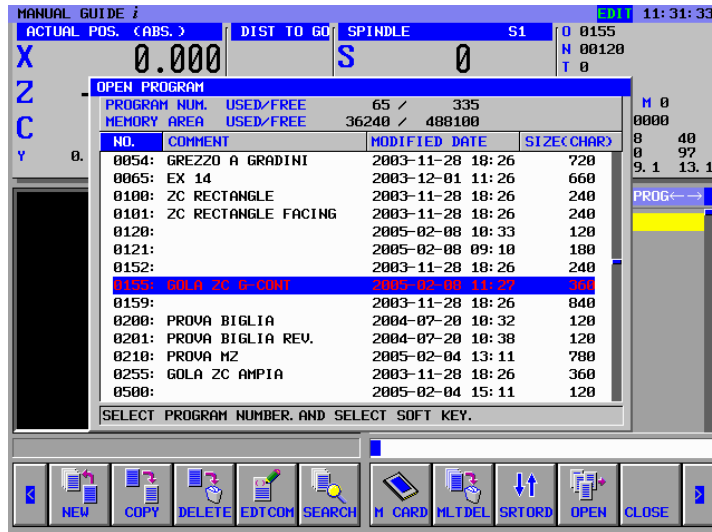 MANUAL GUIDE i EDIT 11:31:33
ACTUAL POS. (ABS.) DIST TO GO SPINDLE S1 O 0155
X 0.000 S 0 N 00120
T 0
Z
OPEN PROGRAM
PROGRAM NUM. USED/FREE 65 / 335
M 0
MEMORY AREA USED/FREE 36240 / 488100
0000
C
NO. COMMENT MODIFIED DATE SIZE(CHAR)
8 40
Y 0.
0054: GREZZO A GRADINI 2003-11-28 18:26 720
0 97
0065: EX 14 2003-12-01 11:26 660
9.1 13.1
0100: ZC RECTANGLE 2003-11-28 18:26 240
PROG←→
0101: ZC RECTANGLE FACING 2003-11-28 18:26 240
0120: 2005-02-08 10:33 120
0121: 2005-02-08 09:10 180
0152: 2003-11-28 18:26 240
0155: GOLA ZC G-CONT 2005-02-08 11:27 360
0159: 2003-11-28 18:26 840
0200: PROVA BIGLIA 2004-07-20 10:32 120
0201: PROVA BIGLIA REV. 2004-07-20 10:38 120
0210: PROVA MZ 2005-02-04 13:11 780
0255: GOLA ZC AMPIA 2003-11-28 18:26 360
0500: 2005-02-04 15:11 120
SELECT PROGRAM NUMBER. AND SELECT SOFT KEY.
< NEW COPY DELETE EDTCOM SEARCH M CARD MLTDEL SRTORD OPEN CLOSE >